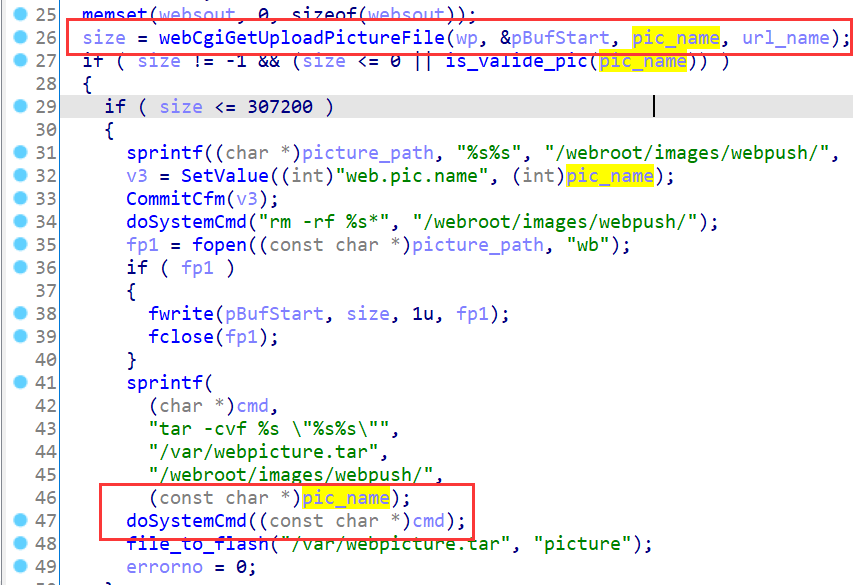 25 memset(websout, 0, sizeof(websout));
26 size = webCgiGetUploadPictureFile(wp, &pBufStart, pic_name, url_name);
27 if ( size != -1 && (size <= 0 || is_valide_pic(pic_name)) )
28 {
29 if ( size <= 307200 )
30 {
31 sprintf((char *)picture_path, "%s%s", "/webroot/images/webpush/",
32 v3 = SetValue((int)"web.pic.name", (int)pic_name);
33 CommitCfm(v3);
34 doSystemCmd("rm -rf %s*", "/webroot/images/webpush/");
35 fp1 = fopen((const char *)picture_path, "wb");
36 if ( fp1 )
37 {
38 fwrite(pBufStart, size, 1u, fp1);
39 fclose(fp1);
40 }
41 sprintf(
42 (char *)cmd,
43 "tar -cvf %s \"%s%s\"",
44 "/var/webpicture.tar",
45 "/webroot/images/webpush/",
46 (const char *)pic_name);
47 doSystemCmd((const char *)cmd);
48 file_to_flash("/var/webpicture.tar", "picture");
49 errorno = 0;